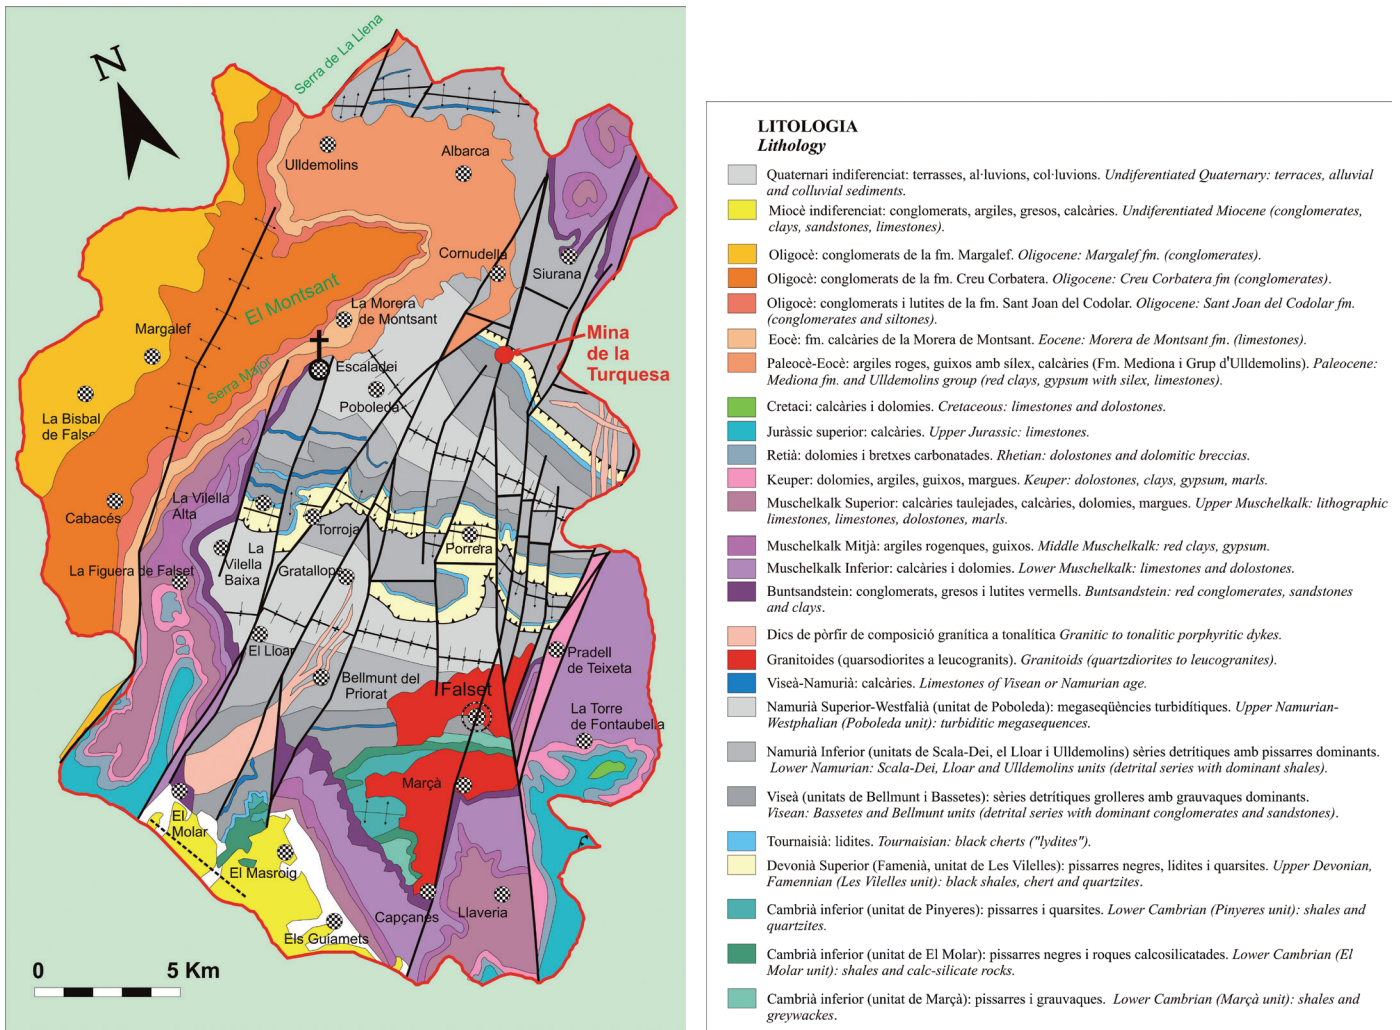 N
Serra de La Llena
Ulldemolins
Albarca
Cornudella
Siurana
El Montsant
La Morera
de Montsant
Margalef
Mina
de la
Turquesa
Serra Major
Escaladei
Poboleda
La Bisbal
de Falset
Cabacés
La Vilella
Alta
Torroja
Porrera
La
Vilella
Baixa
Gratallops
La Figuera de Falset
El Lloar
Bellmunt del
Priorat
Pradell
de Teixeta
Falset
La Torre
de Fontaubella
Marçà
El
Molar
El Masroig
Capçanes
Llaveria
Els Guiamets
0
5 Km
LITOLOGIA
Lithology
Quaternari indiferenciat: terrasses, al·luvions, col·luvions. Undifferentiated Quaternary: terraces, alluvial
and colluvial sediments.
Miocè indiferenciat: conglomerats, argiles, gresos, calcàries. Undifferentiated Miocene (conglomerates,
clays, sandstones, limestones).
Oligocè: conglomerats de la fm. Margalef. Oligocene: Margalef fm. (conglomerates).
Oligocè: conglomerats de la fm. Creu Corbatera. Oligocene: Creu Corbatera fm (conglomerates).
Oligocè: conglomerats i lutites de la fm. Sant Joan del Codolar. Oligocene: Sant Joan del Codolar fm.
(conglomerates and siltones).
Eocè: fm. calcàries de la Morera de Montsant. Eocene: Morera de Montsant fm. (limestones).
Paleocè-Eocè: argiles roges, guixos amb sílex, calcàries (Fm. Mediona i Grup d'Ulldemolins). Paleocene:
Mediona fm. and Ulldemolins group (red clays, gypsum with silex, limestones).
Cretaci: calcàries i dolomies. Cretaceous: limestones and dolostones.
Juràssic superior: calcàries. Upper Jurassic: limestones.
Retià: dolomies i bretxes carbonatades. Rhetian: dolostones and dolomitic breccias.
Keuper: dolomies, argiles, guixos, margues. Keuper: dolostones, clays, gypsum, marls.
Muschelkalk Superior: calcàries taulejades, calcàries, dolomies, margues. Upper Muschelkalk: lithographic
limestones, limestones, dolostones, marls.
Muschelkalk Mitjà: argiles rogenques, guixos. Middle Muschelkalk: red clays, gypsum.
Muschelkalk Inferior: calcàries i dolomies. Lower Muschelkalk: limestones and dolostones.
Buntsandstein: conglomerats, gresos i lutites vermells. Buntsandstein: red conglomerates, sandstones
and clays.
Dics de pòrfir de composició granítica a tonalítica Granitic to tonalitic porphyritic dykes.
Granitoides (quarsodiorites a leucogranits). Granitoids (quartzdiorites to leucogranites).
Viseà-Namurià: calcàries. Limestones of Visean or Namurian age.
Namurià Superior-Westfalià (unitat de Poboleda): megaseqüències turbidítiques. Upper Namurian-
Westphalian (Poboleda unit): turbiditic megasequences.
Namurià Inferior (unitats de Scala-Dei, el Lloar i Ulldemolins) sèries detrítiques amb pissarres dominants.
Lower Namurian: Scala-Dei, Lloar and Ulldemolins units (detrital series with dominant shales).
Viseà (unitats de Bellmunt i Bassetes): sèries detrítiques grolleres amb grauvaques dominants.
Visean: Bassetes and Bellmunt units (detrital series with dominant conglomerates and sandstones).
Tournaisià: lidites. Tournaisian: black cherts ("lydites").
Devonià Superior (Famenià, unitat de Les Vilelles): pissarres negres, lidites i quarsites. Upper Devonian,
Famennian (Les Vilelles unit): black shales, chert and quartzites.
Cambrià inferior (unitat de Pinyeres): pissarres i quarsites. Lower Cambrian (Pinyeres unit): shales and
quartzites.
Cambrià inferior (unitat de El Molar): pissarres negres i roques calcosilicatades. Lower Cambrian (El
Molar unit): shales and calc-silicate rocks.
Cambrià inferior (unitat de Marçà): pissarres i grauvaques. Lower Cambrian (Marçà unit): shales and
greywackes.